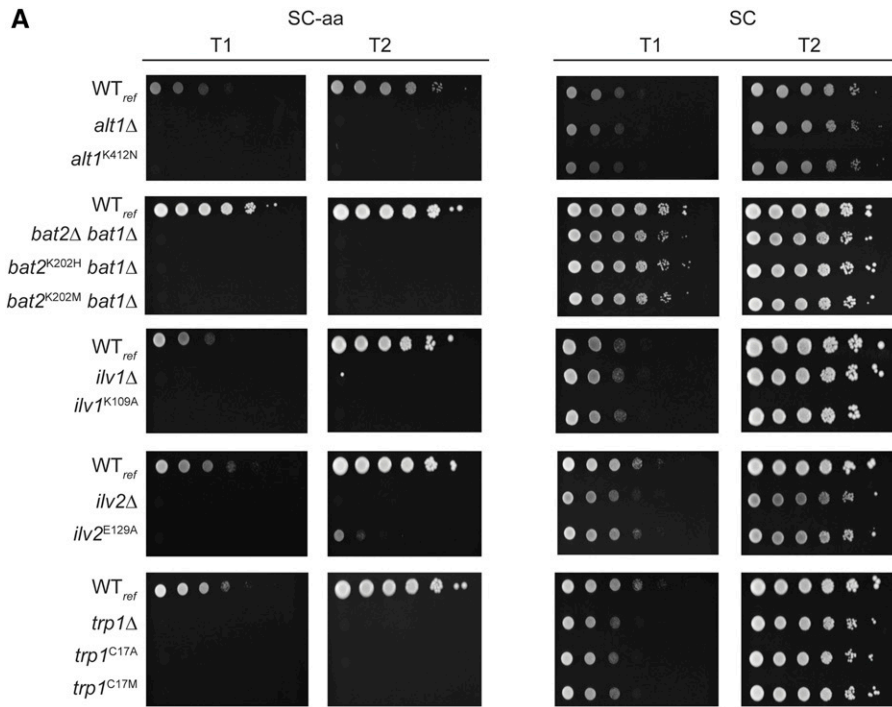 A
SC-aa SC
T1 T2 T1 T2
WTref
alt1Δ
alt1K412N
WTref
bat2Δ bat1Δ
bat2K202H bat1Δ
bat2K202M bat1Δ
WTref
ilv1Δ
ilv1K109A
WTref
ilv2Δ
ilv2E129A
WTref
trp1Δ
trp1C17A
trp1C17M